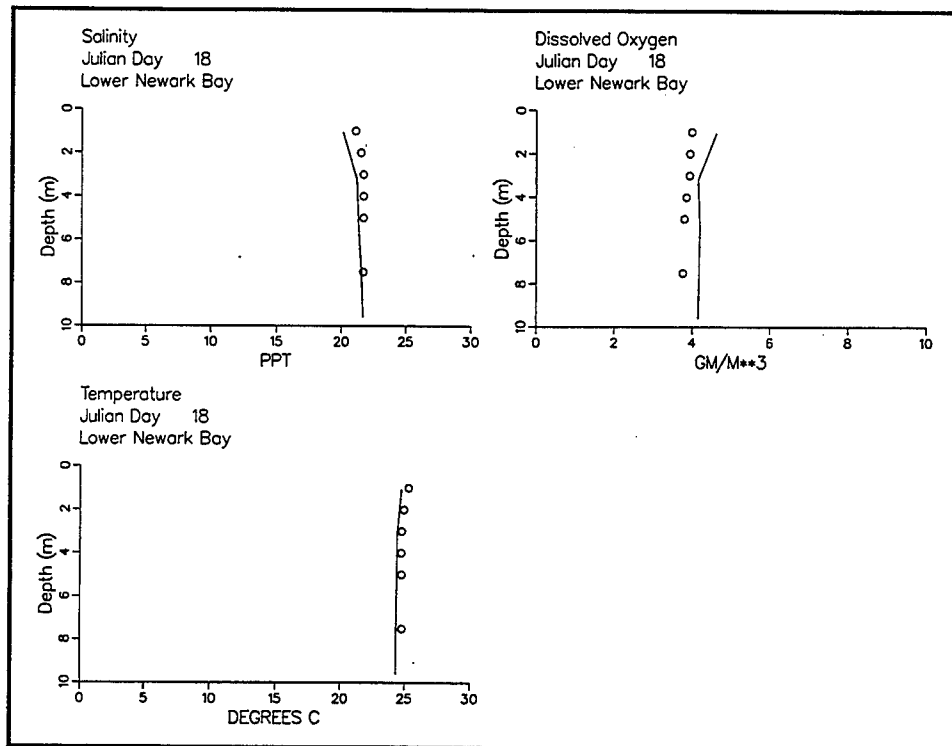 Salinity
Julian Day 18
Lower Newark Bay
0
2
4
6
8
10
Depth (m)
0 5 10 15 20 25 30
PPT
Dissolved Oxygen
Julian Day 18
Lower Newark Bay
0
2
4
6
8
10
Depth (m)
0 2 4 6 8 10
GM/M**3
Temperature
Julian Day 18
Lower Newark Bay
0
2
4
6
8
10
Depth (m)
0 5 10 15 20 25 30
DEGREES C